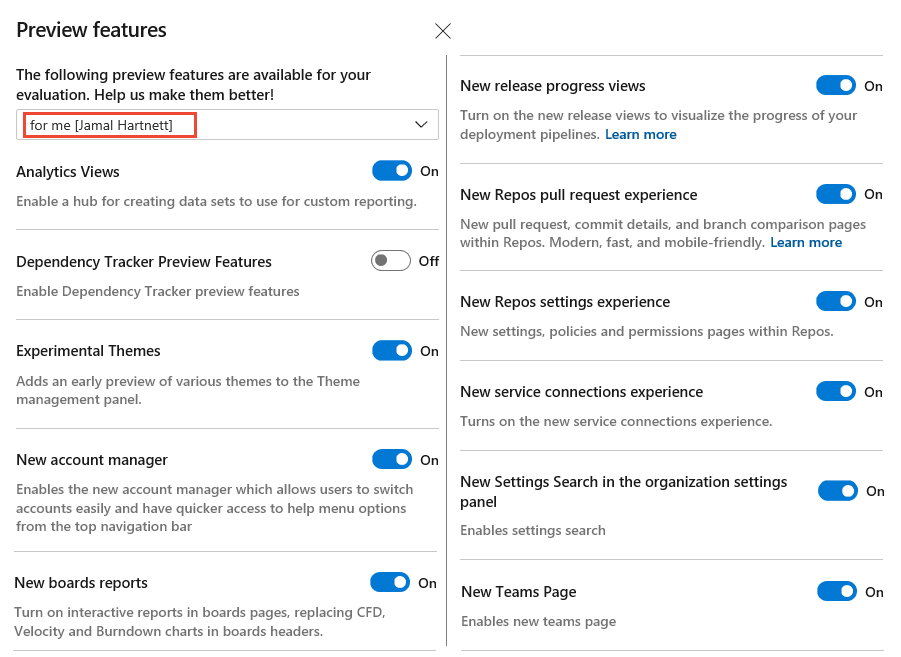 Preview features
The following preview features are available for your
evaluation. Help us make them better!
for me [Jamal Hartnett]
Analytics Views
On
Enable a hub for creating data sets to use for custom reporting.
Dependency Tracker Preview Features
Off
Enable Dependency Tracker preview features
Experimental Themes
On
Adds an early preview of various themes to the Theme
management panel.
New account manager
On
Enables the new account manager which allows users to switch
accounts easily and have quicker access to help menu options
from the top navigation bar
New boards reports
On
Turn on interactive reports in boards pages, replacing CFD,
Velocity and Burndown charts in boards headers.
New release progress views
On
Turn on the new release views to visualize the progress of your
deployment pipelines. Learn more
New Repos pull request experience
On
New pull request, commit details, and branch comparison pages
within Repos. Modern, fast, and mobile-friendly. Learn more
New Repos settings experience
On
New settings, policies and permissions pages within Repos.
New service connections experience
On
Turns on the new service connections experience.
New Settings Search in the organization settings
panel
On
Enables settings search
New Teams Page
On
Enables new teams page